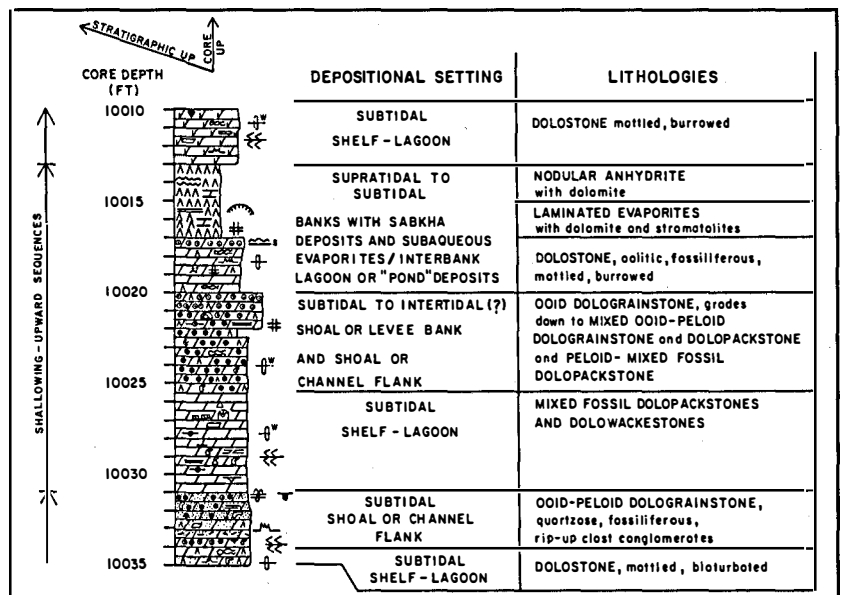 STRATIGRAPHIC UP
CORE UP
CORE DEPTH
(FT)
DEPOSITIONAL SETTING
LITHOLOGIES
10010
10015
10020
10025
10030
10035
SHALLOWING-UPWARD SEQUENCES
W
s
W
W
SUBTIDAL
SHELF-LAGOON
DOLOSTONE mottled, burrowed
SUPRATIDAL TO
SUBTIDAL
BANKS WITH SABKHA
DEPOSITS AND SUBAQUEOUS
EVAPORITES/INTERBANK
LAGOON OR "POND" DEPOSITS
NODULAR ANHYDRITE
with dolomite
LAMINATED EVAPORITES
with dolomite and stromatolites
DOLOSTONE, oolitic, fossiliferous,
mottled, burrowed
SUBTIDAL TO INTERTIDAL(?)
SHOAL OR LEVEE BANK
AND SHOAL OR
CHANNEL FLANK
OOID DOLOGRAINSTONE, grades
down to MIXED OOID-PELOID
DOLOGRAINSTONE and DOLOPACKSTONE
and PELOID-MIXED FOSSIL
DOLOPACKSTONE
SUBTIDAL
SHELF-LAGOON
MIXED FOSSIL DOLOPACKSTONES
AND DOLOWACKESTONES
SUBTIDAL
SHOAL OR CHANNEL
FLANK
OOID-PELOID DOLOGRAINSTONE,
quartzose, fossiliferous,
rip-up clast conglomerates
SUBTIDAL
SHELF-LAGOON
DOLOSTONE, mottled, bioturbated